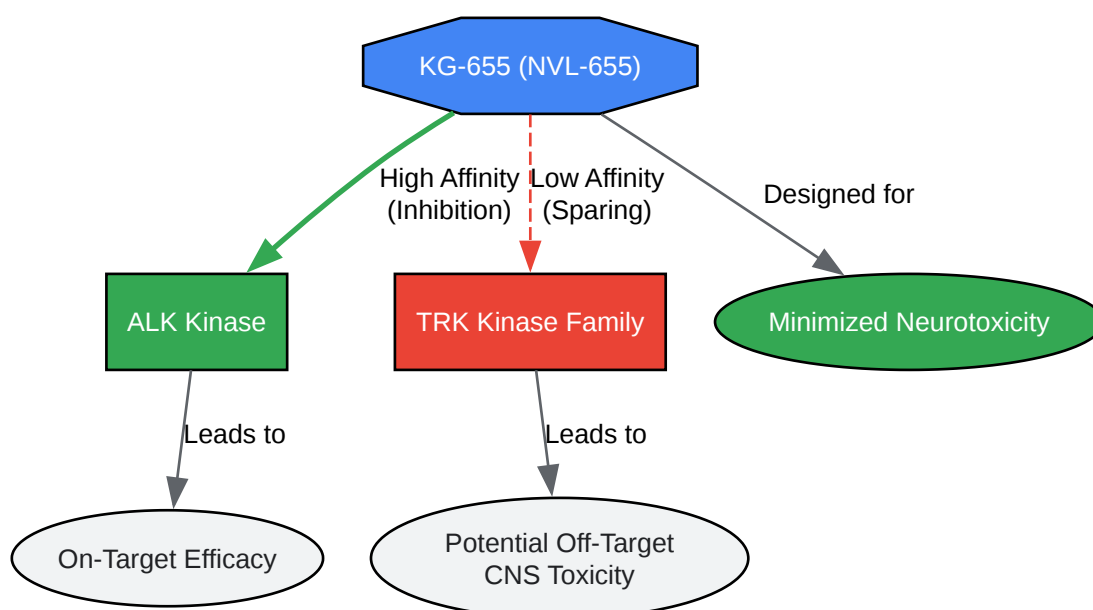 KG-655 (NVL-655)
High Affinity
(Inhibition)
Low Affinity
(Sparing)
Designed for
ALK Kinase
TRK Kinase Family
Minimized Neurotoxicity
Leads to
Leads to
On-Target Efficacy
Potential Off-Target
CNS Toxicity